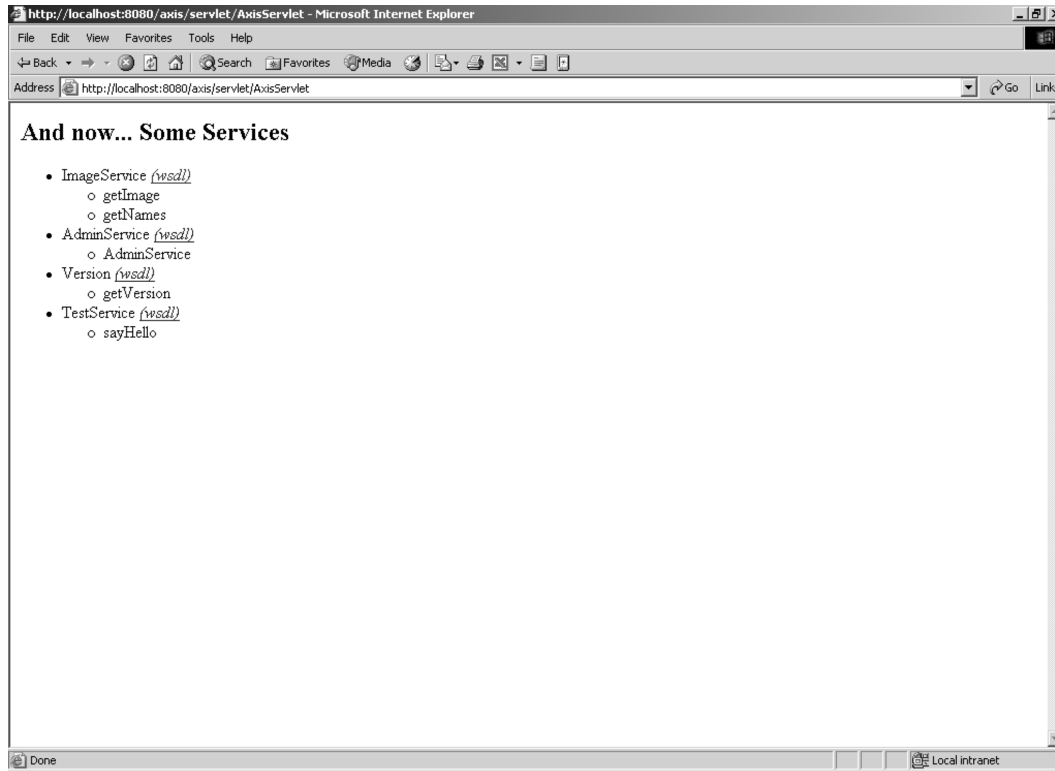 http://localhost:8080/axis/servlet/AxisServlet - Microsoft Internet Explorer
File Edit View Favorites Tools Help
Back Search Favorites Media
Address http://localhost:8080/axis/servlet/AxisServlet Go Link
And now... Some Services
• ImageService (wsdl)
○ getImage
○ getNames
• AdminService (wsdl)
○ AdminService
• Version (wsdl)
○ getVersion
• TestService (wsdl)
○ sayHello
Done Local intranet